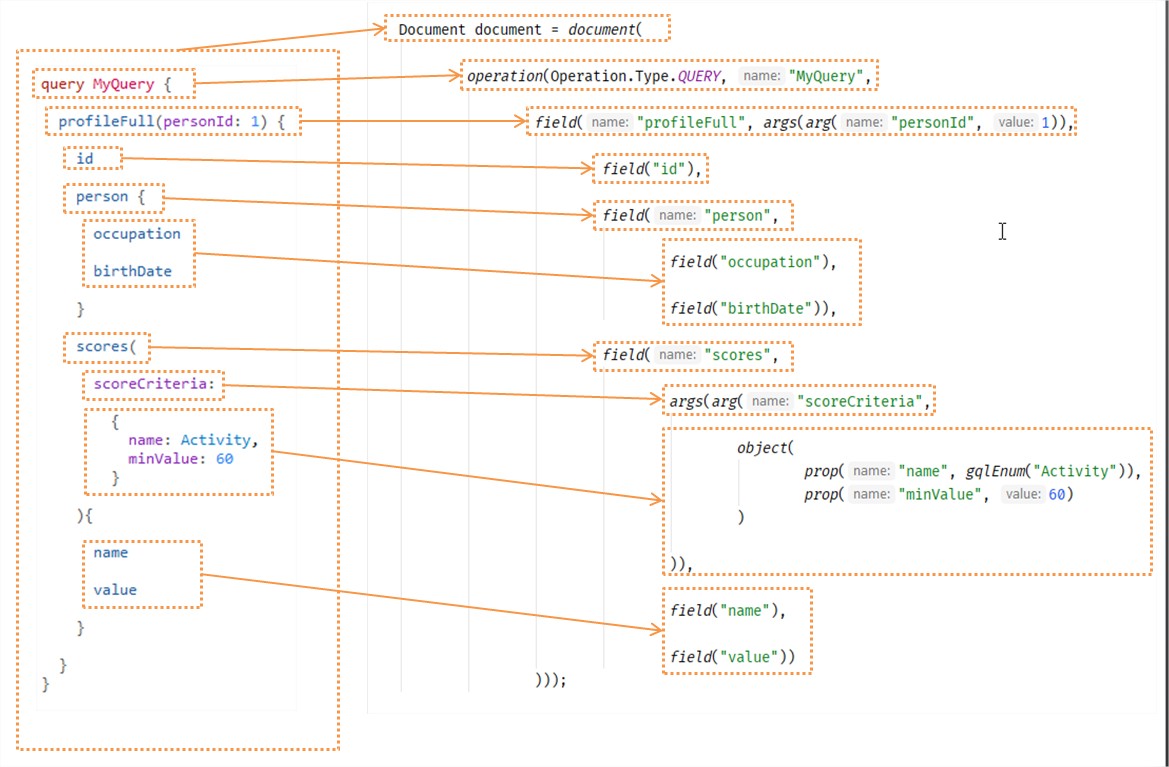 query MyQuery {
profileFull(personId: 1) {
id
person {
occupation
birthDate
}
scores(
scoreCriteria:
{
name: Activity,
minValue: 60
}
){
name
value
}
}
}
Document document = document(
operation(Operation.Type.QUERY, name: "MyQuery",
field( name: "profileFull", args(arg( name: "personId", value: 1)),
field("id"),
field( name: "person",
field("occupation"),
field("birthDate")),
field( name: "scores",
args(arg( name: "scoreCriteria",
object(
prop( name: "name", gqlEnum("Activity")),
prop( name: "minValue", value: 60)
)
)),
field("name"),
field("value"))
)));